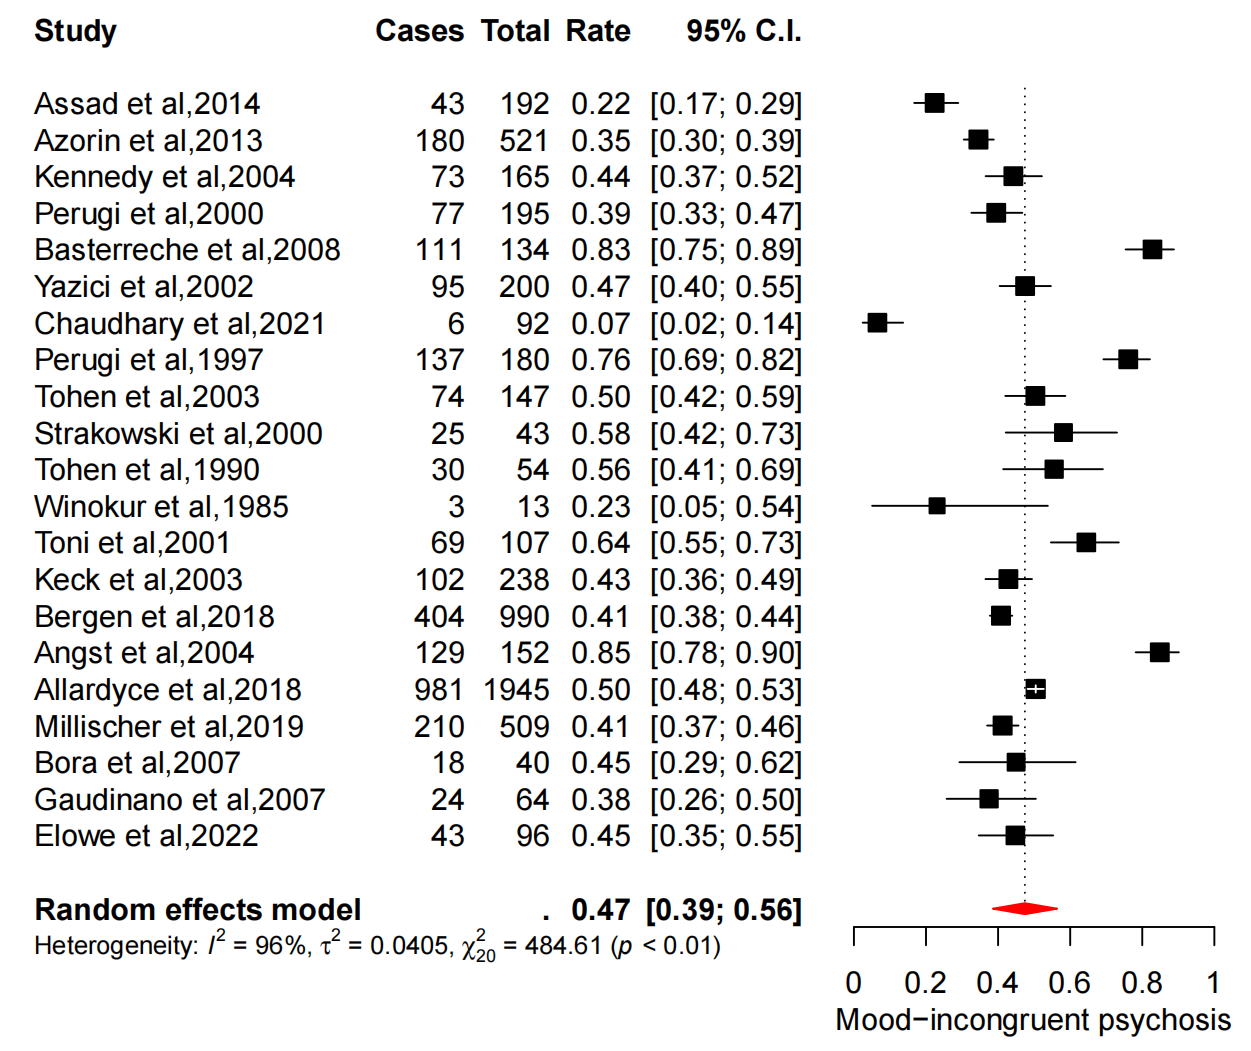 Study Cases Total Rate 95% C.I.
Assad et al,2014 43 192 0.22 [0.17; 0.29]
Azorin et al,2013 180 521 0.35 [0.30; 0.39]
Kennedy et al,2004 73 165 0.44 [0.37; 0.52]
Perugi et al,2000 77 195 0.39 [0.33; 0.47]
Basterreche et al,2008 111 134 0.83 [0.75; 0.89]
Yazici et al,2002 95 200 0.47 [0.40; 0.55]
Chaudhary et al,2021 6 92 0.07 [0.02; 0.14]
Perugi et al,1997 137 180 0.76 [0.69; 0.82]
Tohen et al,2003 74 147 0.50 [0.42; 0.59]
Strakowski et al,2000 25 43 0.58 [0.42; 0.73]
Tohen et al,1990 30 54 0.56 [0.41; 0.69]
Winokur et al,1985 3 13 0.23 [0.05; 0.54]
Toni et al,2001 69 107 0.64 [0.55; 0.73]
Keck et al,2003 102 238 0.43 [0.36; 0.49]
Bergen et al,2018 404 990 0.41 [0.38; 0.44]
Angst et al,2004 129 152 0.85 [0.78; 0.90]
Allardyce et al,2018 981 1945 0.50 [0.48; 0.53]
Millischer et al,2019 210 509 0.41 [0.37; 0.46]
Bora et al,2007 18 40 0.45 [0.29; 0.62]
Gaudinano et al,2007 24 64 0.38 [0.26; 0.50]
Elowe et al,2022 43 96 0.45 [0.35; 0.55]
Random effects model . 0.47 [0.39; 0.56]
Heterogeneity: I² = 96%, τ² = 0.0405, χ²₂₀ = 484.61 (p < 0.01)
0 0.2 0.4 0.6 0.8 1
Mood−incongruent psychosis